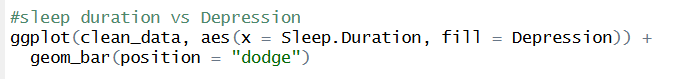 #sleep duration vs Depression
ggplot(clean_data, aes(x = Sleep.Duration, fill = Depression)) +
  geom_bar(position = "dodge")